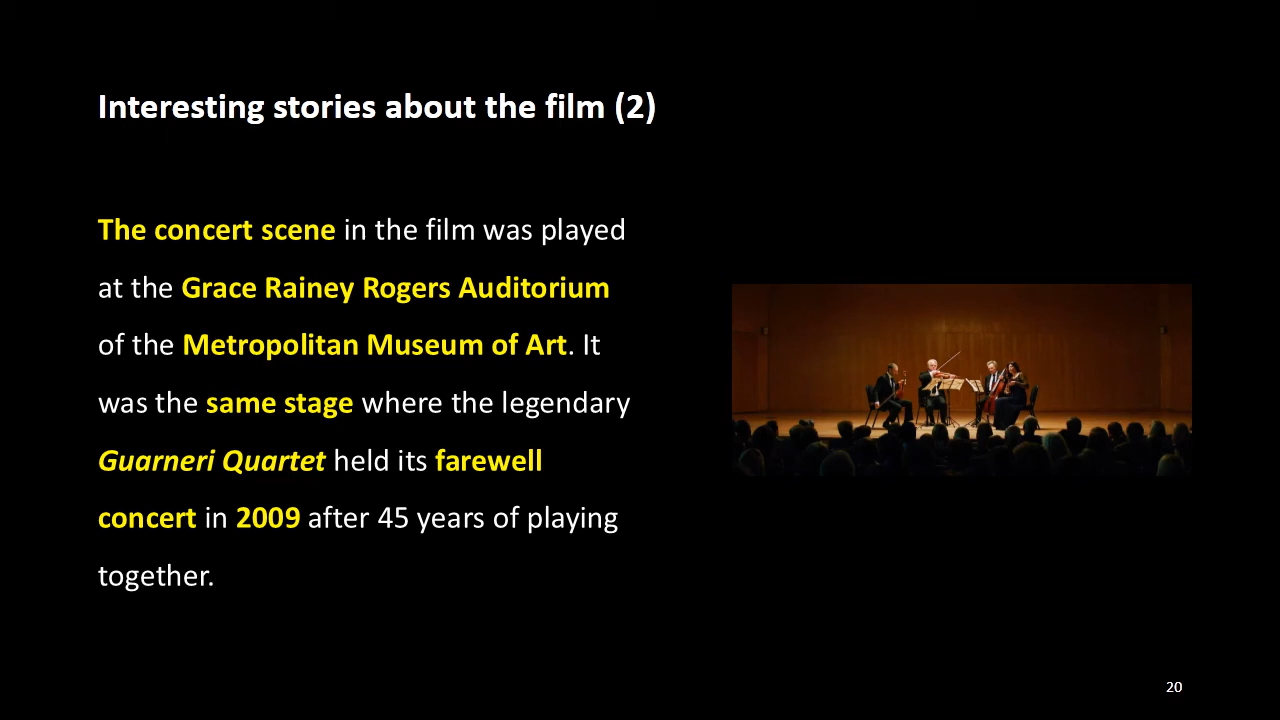 Interesting stories about the film (2)
The concert scene in the film was played
at the Grace Rainey Rogers Auditorium
of the Metropolitan Museum of Art. It
was the same stage where the legendary
Guarneri Quartet held its farewell
concert in 2009 after 45 years of playing
together.
20